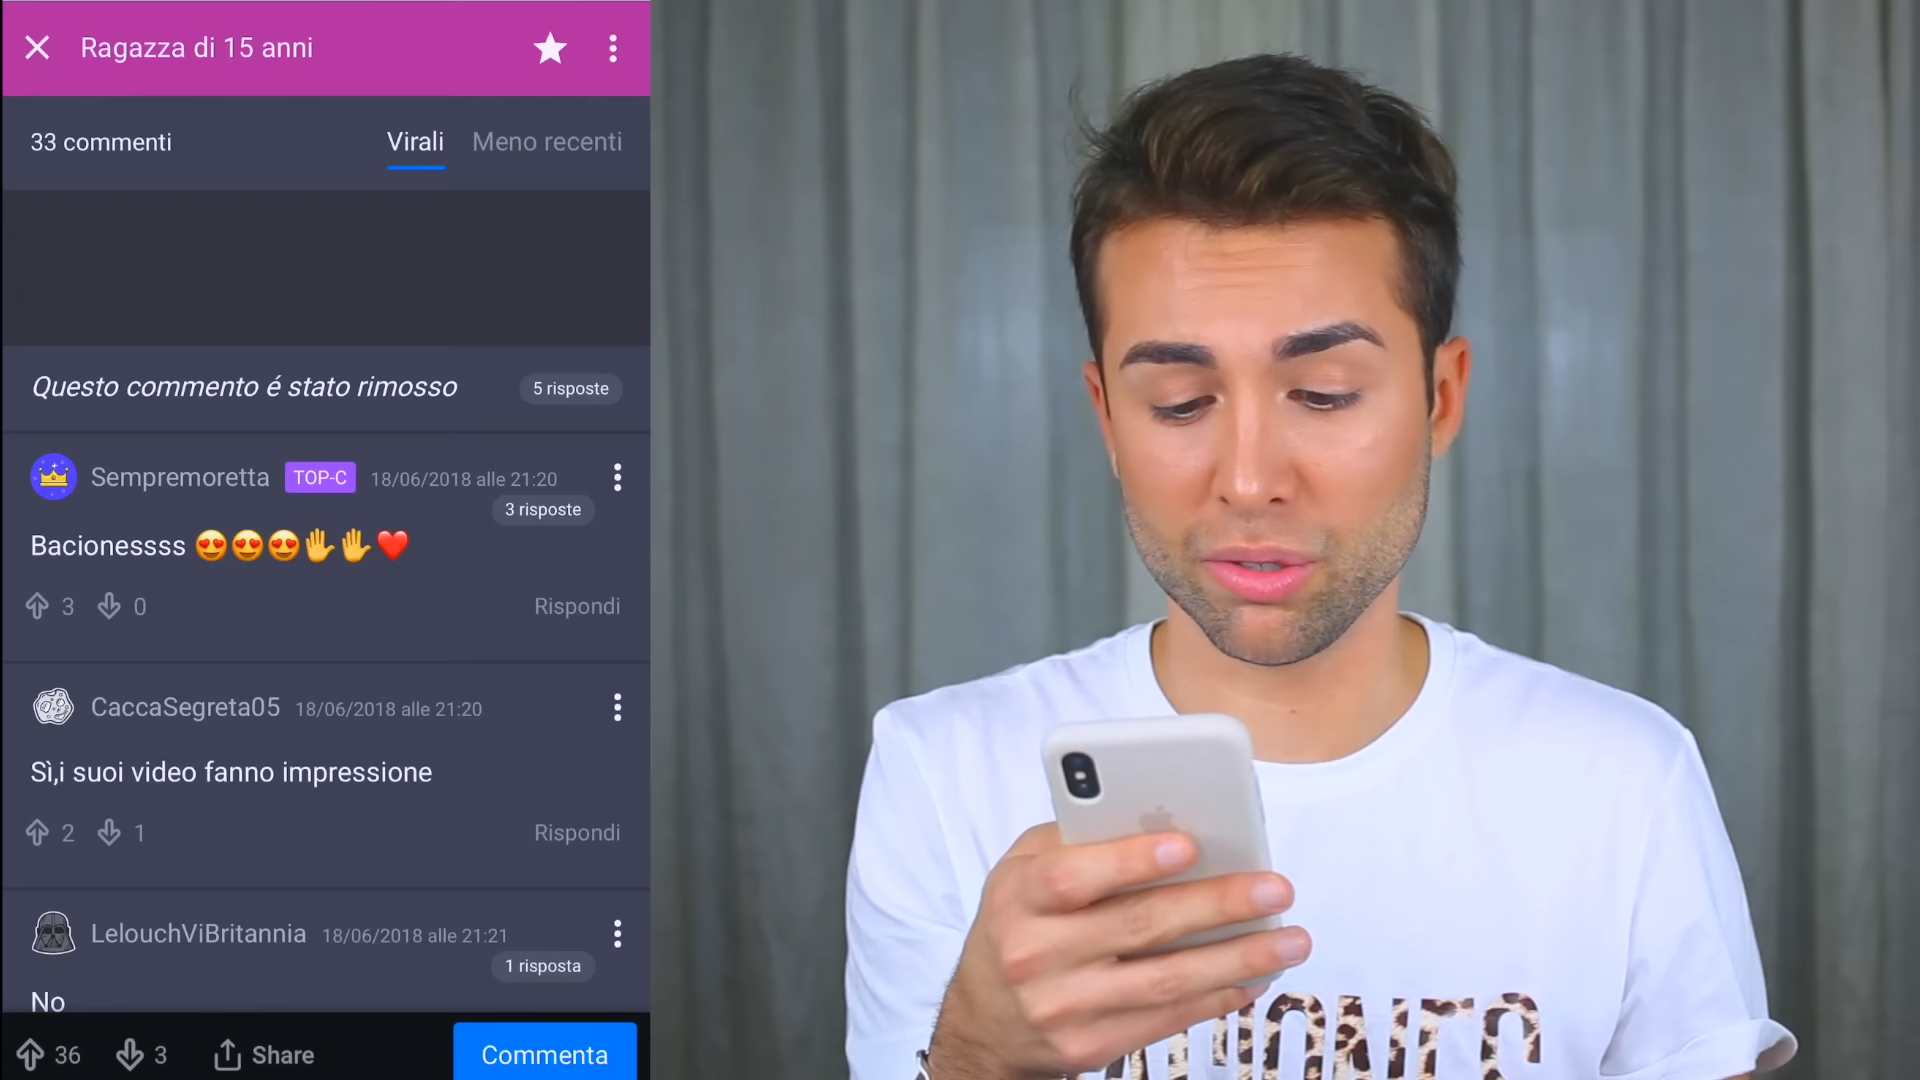 Ragazza di 15 anni
33 commenti Virali Meno recenti
Questo commento é stato rimosso 5 risposte
Sempremoretta TOP-C 18/06/2018 alle 21:20
3 risposte
Bacionessss 😍😍😍✋✋❤️
3 0 Rispondi
CaccaSegreta05 18/06/2018 alle 21:20
Sì,i suoi video fanno impressione
2 1 Rispondi
LelouchViBritannia 18/06/2018 alle 21:21
1 risposta
No
36 3 Share Commenta